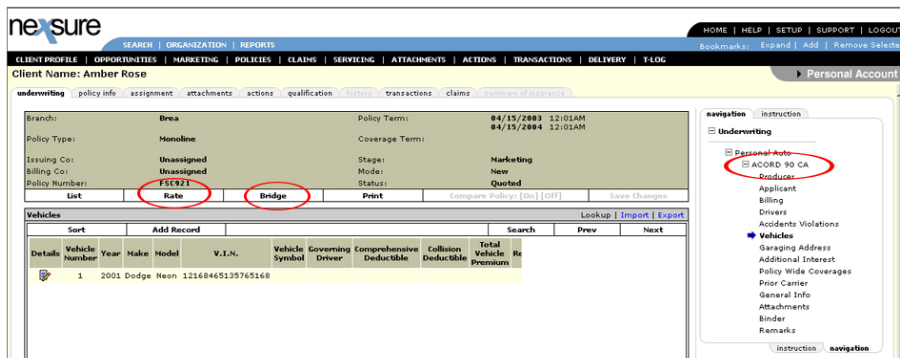 nexsure
HOME | HELP | SETUP | SUPPORT | LOGOUT
SEARCH | ORGANIZATION | REPORTS
Bookmarks: Expand | Add | Remove Selecte
CLIENT PROFILE | OPPORTUNITIES | MARKETING | POLICIES | CLAIMS | SERVICING | ATTACHMENTS | ACTIONS | TRANSACTIONS | DELIVERY | T-LOG
Client Name: Amber Rose
Personal Account
underwriting policy info assignment attachments actions qualification history transactions claims summary of insurance
Branch: Brea Policy Term: 04/15/2003 12:01AM
04/15/2004 12:01AM
Policy Type: Monoline Coverage Term:
Issuing Co: Unassigned Stage: Marketing
Billing Co: Unassigned Mode: New
Policy Number: FSC921 Status: Quoted
List Rate Bridge Print Compare Policy: [On] [Off] Save Changes
Vehicles Lookup | Import | Export
Sort Add Record Search Prev Next
Details Vehicle Number Year Make Model V.I.N. Vehicle Symbol Governing Driver Comprehensive Deductible Collision Deductible Total Vehicle Premium Re
1 2001 Dodge Neon 12168465135765168
navigation instruction
Underwriting
Personal Auto
ACORD 90 CA
Producer
Applicant
Billing
Drivers
Accidents Violations
Vehicles
Garaging Address
Additional Interest
Policy Wide Coverages
Prior Carrier
General Info
Attachments
Binder
Remarks
instruction navigation